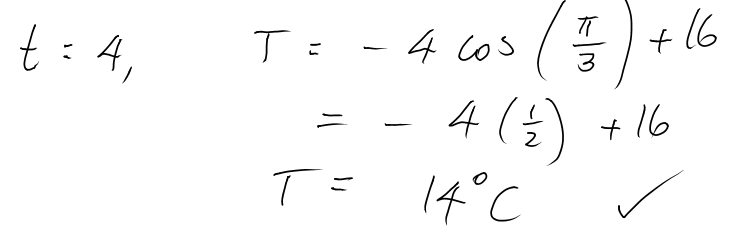 t = 4, T = - 4 cos (π/3) + 16
= - 4 (1/2) + 16
T = 14°C ✓